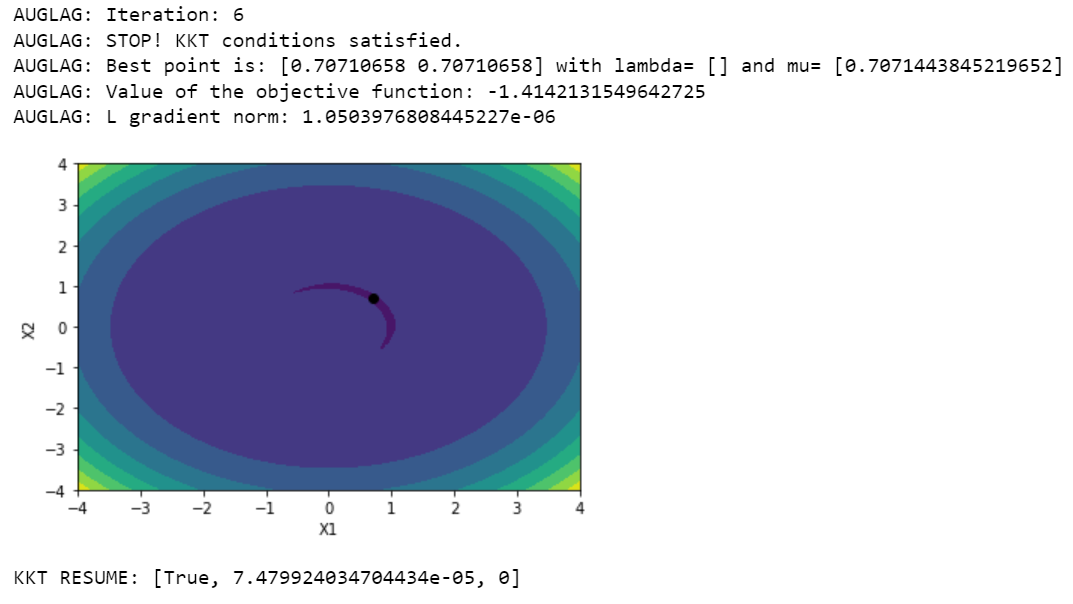 AUGLAG: Iteration: 6
AUGLAG: STOP! KKT conditions satisfied.
AUGLAG: Best point is: [0.70710658 0.70710658] with lambda= [] and mu= [0.7071443845219652]
AUGLAG: Value of the objective function: -1.4142131549642725
AUGLAG: L gradient norm: 1.0503976808445227e-06
4
3
2
1
0
−1
−2
−3
−4
X2
−4 −3 −2 −1 0 1 2 3 4
X1
KKT RESUME: [True, 7.479924034704434e-05, 0]